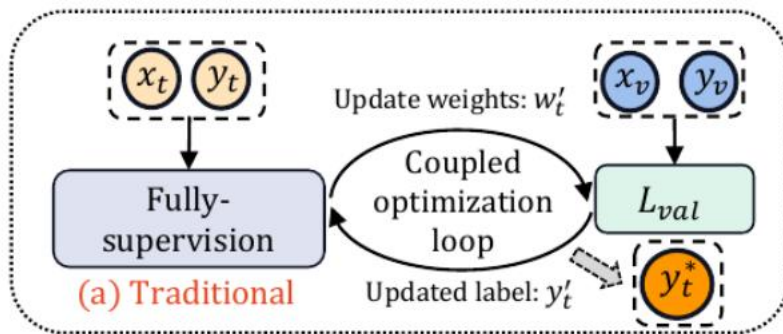 x_t y_t
x_v y_v
Update weights: w′_t
Fully-
supervision
Coupled
optimization
loop
L_val
(a) Traditional
Updated label: y′_t
y*_t